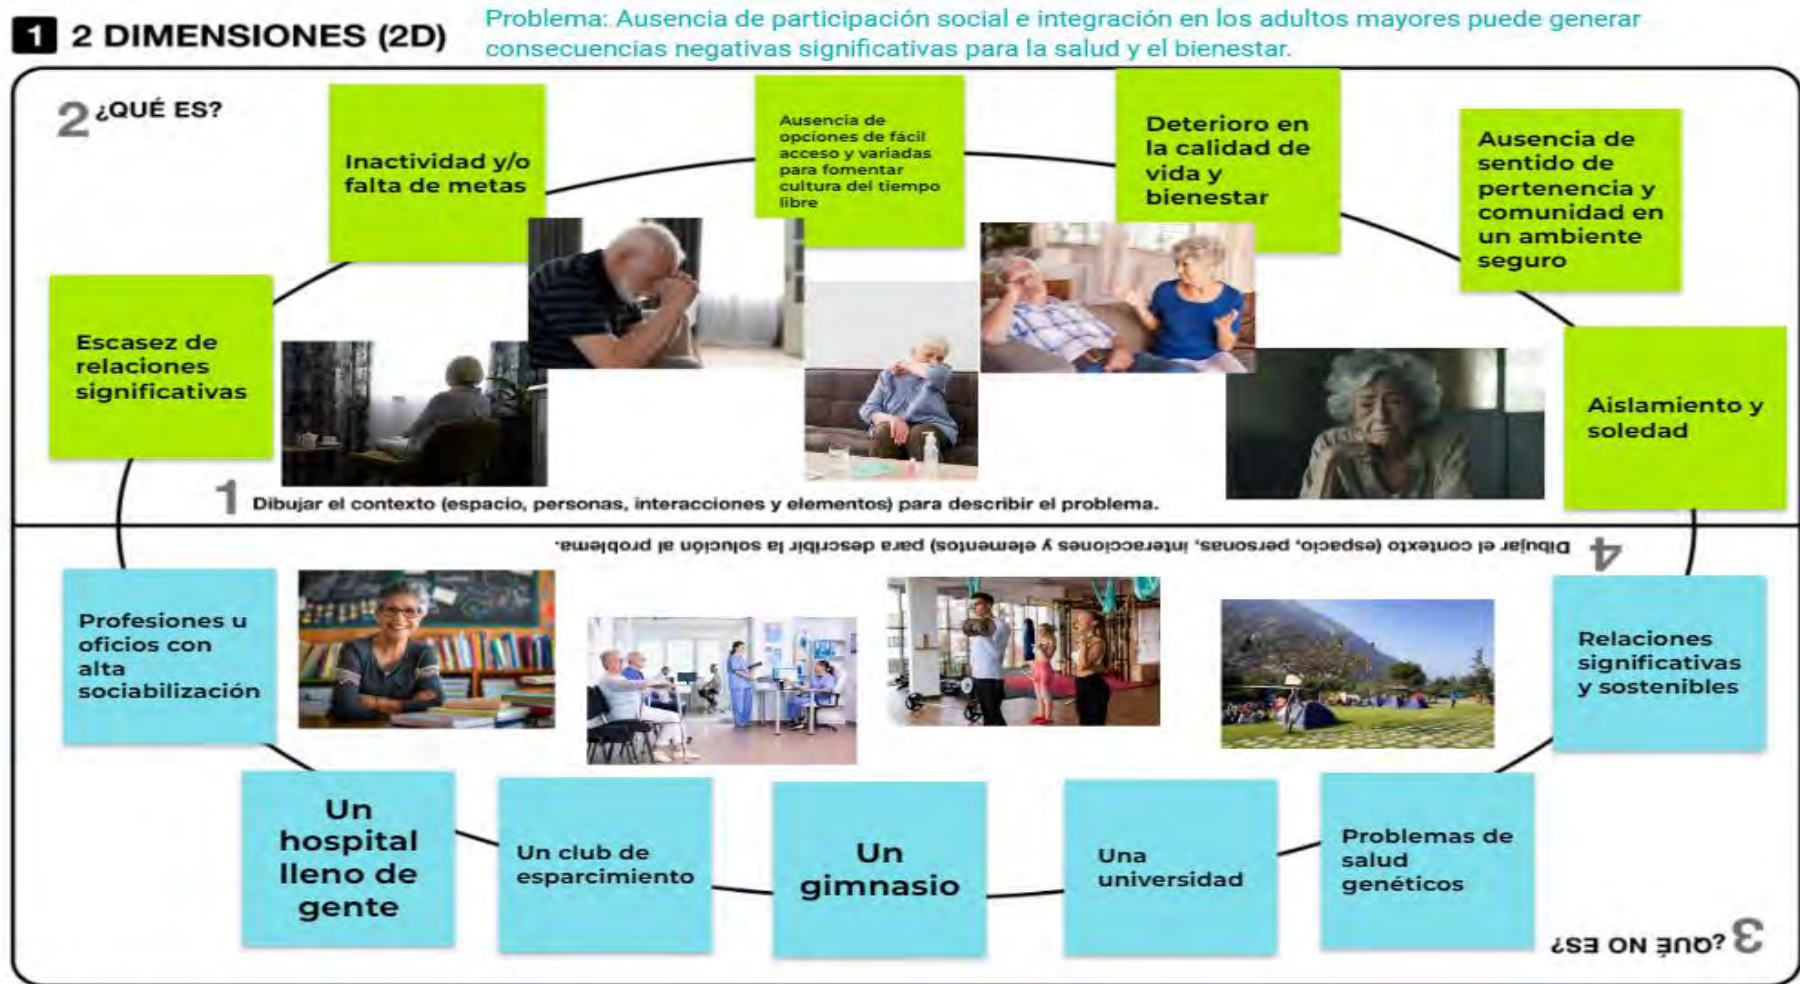 1 2 DIMENSIONES (2D)
Problema: Ausencia de participación social e integración en los adultos mayores puede generar
consecuencias negativas significativas para la salud y el bienestar.
2 ¿QUÉ ES?
Escasez de
relaciones
significativas
Inactividad y/o
falta de metas
Ausencia de
opciones de fácil
acceso y variadas
para fomentar
cultura del tiempo
libre
Deterioro en
la calidad de
vida y
bienestar
Ausencia de
sentido de
pertenencia y
comunidad en
un ambiente
seguro
Aislamiento y
soledad
1 Dibujar el contexto (espacio, personas, interacciones y elementos) para describir el problema.
4 Dibujar el contexto (espacio, personas, interacciones y elementos) para describir la solución al problema.
Profesiones u
oficios con
alta
sociabilización
Un
hospital
lleno de
gente
Un club de
esparcimiento
Un
gimnasio
Una
universidad
Problemas de
salud
genéticos
Relaciones
significativas
y sostenibles
3 ¿QUÉ NO ES?